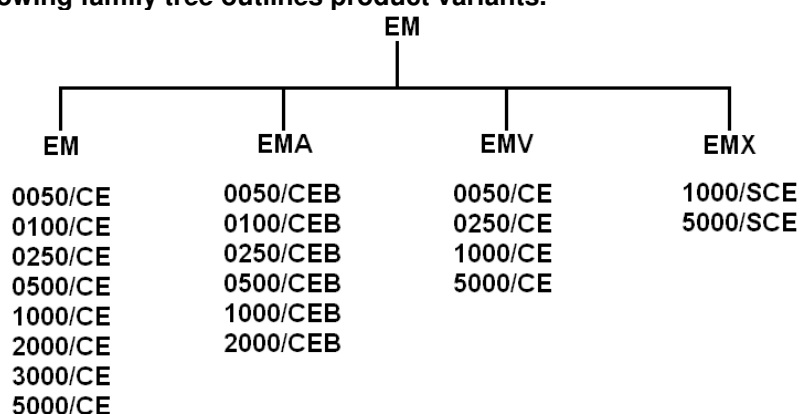 owing family tree outlines product variants.
EM
EM EMA EMV EMX
0050/CE 0050/CEB 0050/CE 1000/SCE
0100/CE 0100/CEB 0250/CE 5000/SCE
0250/CE 0250/CEB 1000/CE
0500/CE 0500/CEB 5000/CE
1000/CE 1000/CEB
2000/CE 2000/CEB
3000/CE
5000/CE